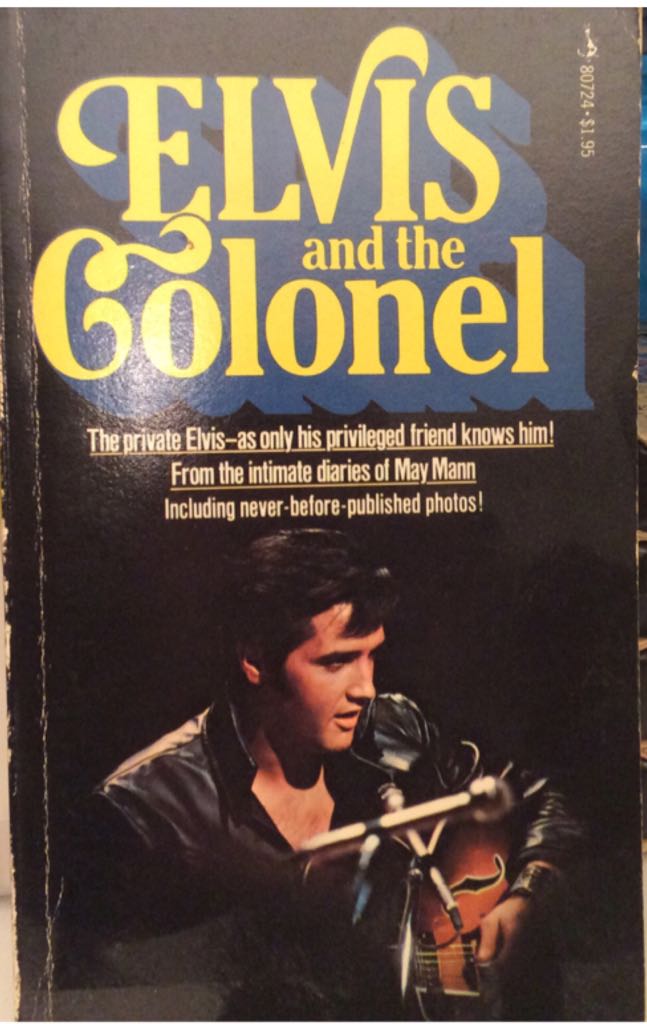 80724 • $1.95
ELVIS
and the
Colonel
The private Elvis–as only his privileged friend knows him!
From the intimate diaries of May Mann
Including never-before-published photos!